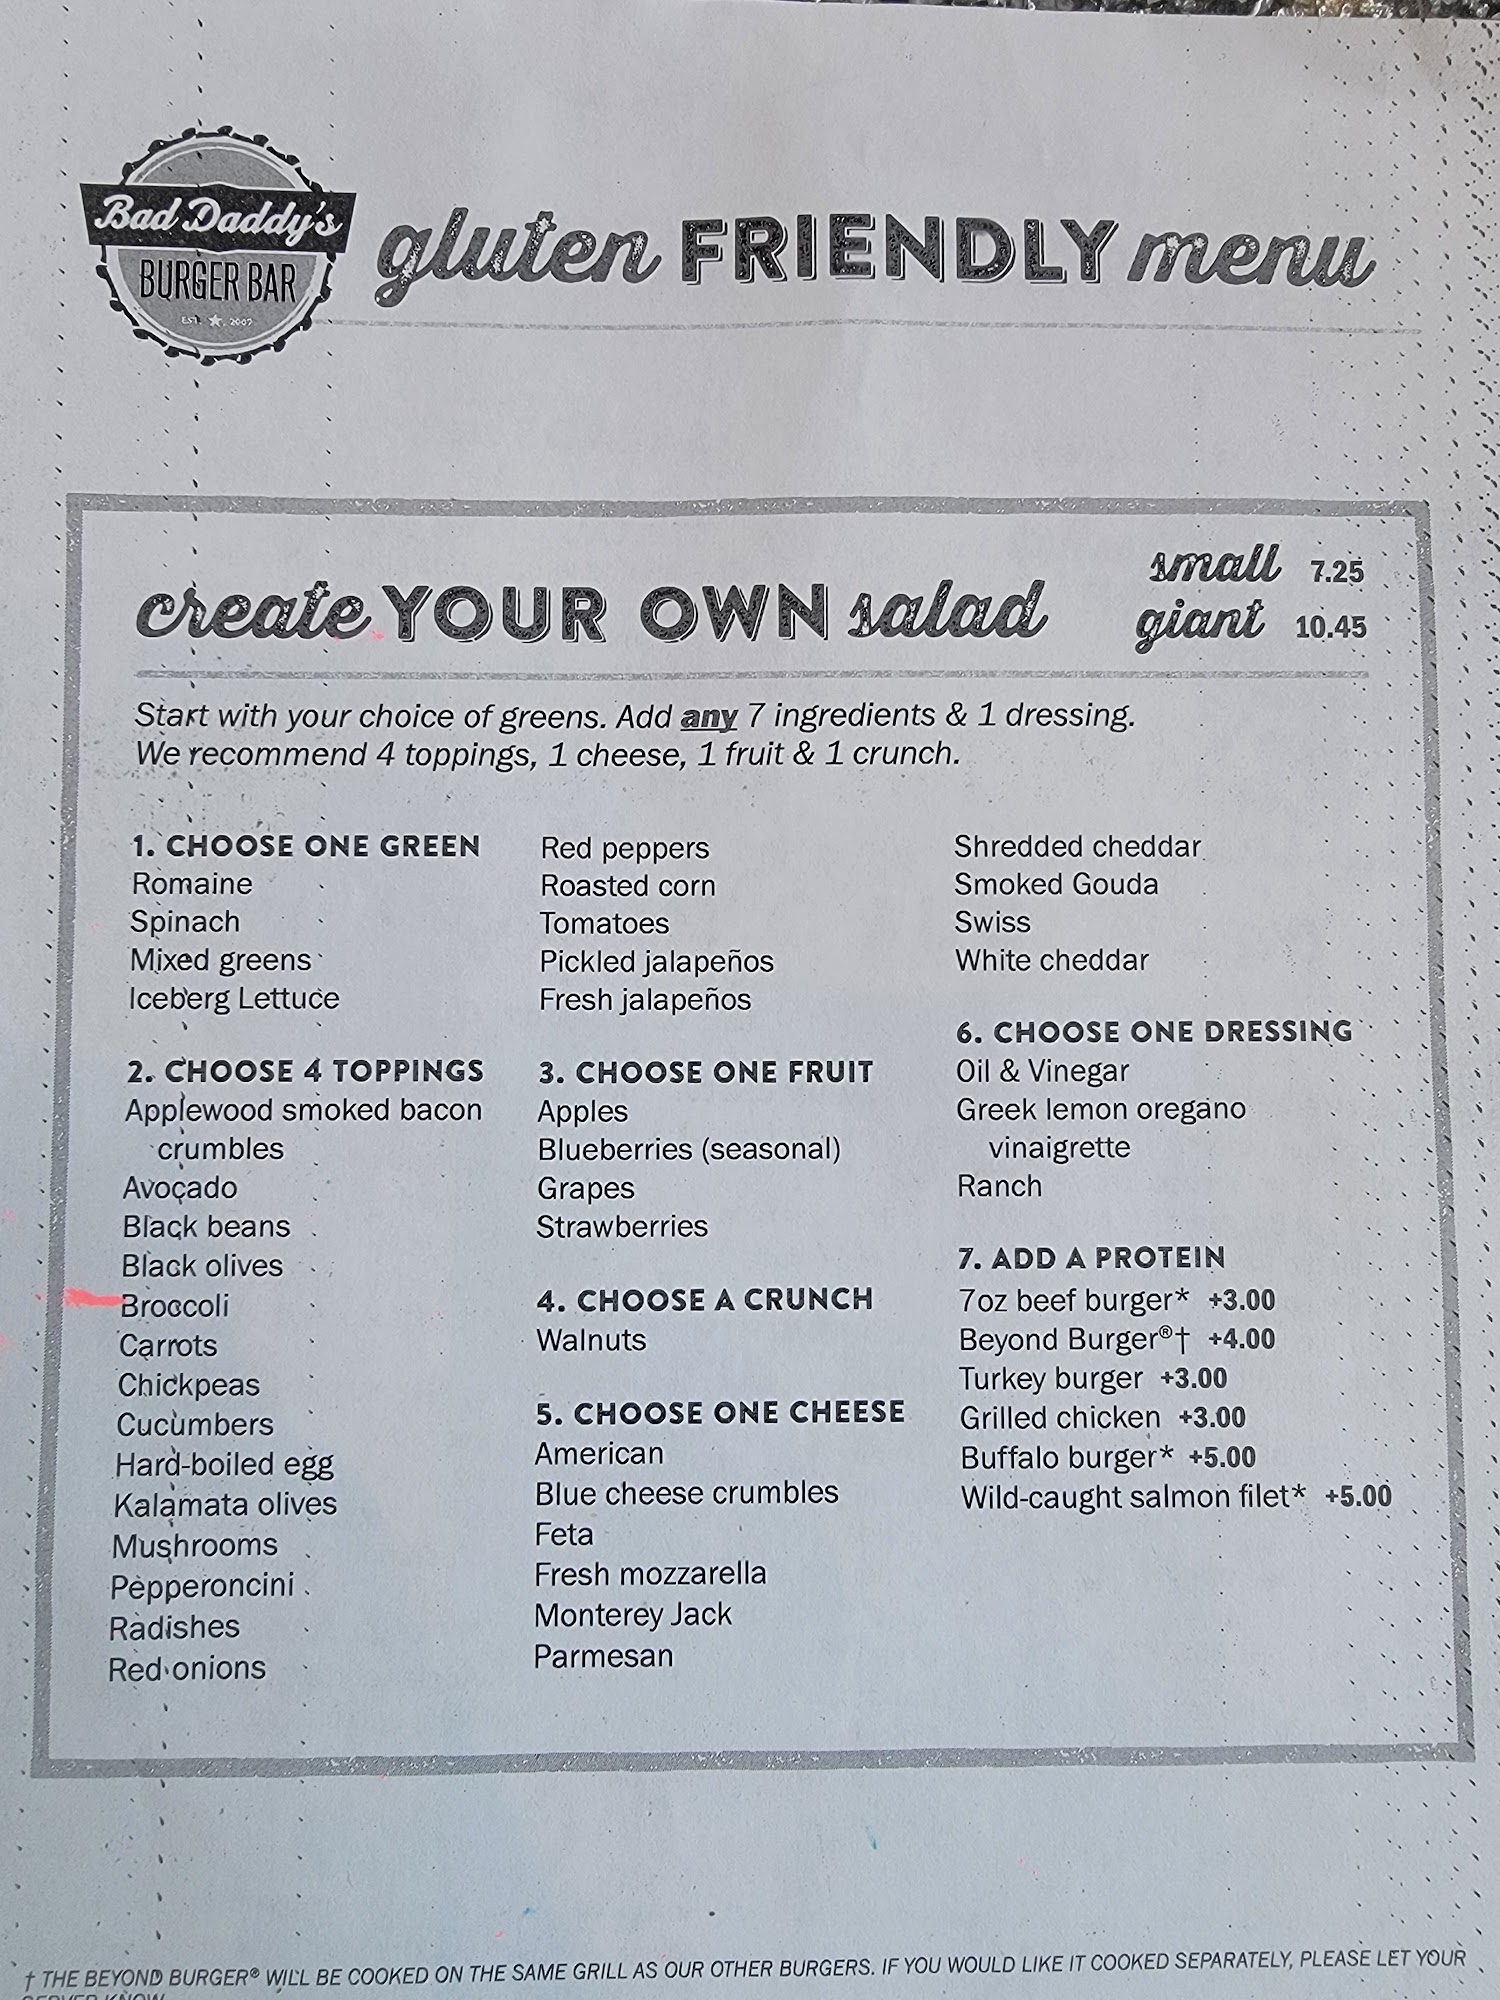 Bad Daddy's
BURGER BAR
EST. ★ 2007
gluten FRIENDLY menu
create YOUR OWN salad
small 7.25
giant 10.45
Start with your choice of greens. Add any 7 ingredients & 1 dressing.
We recommend 4 toppings, 1 cheese, 1 fruit & 1 crunch.
1. CHOOSE ONE GREEN
Romaine
Spinach
Mixed greens
Iceberg Lettuce
2. CHOOSE 4 TOPPINGS
Applewood smoked bacon
crumbles
Avocado
Black beans
Black olives
Broccoli
Carrots
Chickpeas
Cucumbers
Hard-boiled egg
Kalamata olives
Mushrooms
Pepperoncini
Radishes
Red onions
Red peppers
Roasted corn
Tomatoes
Pickled jalapeños
Fresh jalapeños
3. CHOOSE ONE FRUIT
Apples
Blueberries (seasonal)
Grapes
Strawberries
4. CHOOSE A CRUNCH
Walnuts
5. CHOOSE ONE CHEESE
American
Blue cheese crumbles
Feta
Fresh mozzarella
Monterey Jack
Parmesan
Shredded cheddar
Smoked Gouda
Swiss
White cheddar
6. CHOOSE ONE DRESSING
Oil & Vinegar
Greek lemon oregano
vinaigrette
Ranch
7. ADD A PROTEIN
7oz beef burger* +3.00
Beyond Burger®† +4.00
Turkey burger +3.00
Grilled chicken +3.00
Buffalo burger* +5.00
Wild-caught salmon filet* +5.00
† THE BEYOND BURGER® WILL BE COOKED ON THE SAME GRILL AS OUR OTHER BURGERS. IF YOU WOULD LIKE IT COOKED SEPARATELY, PLEASE LET YOUR
SERVER KNOW.